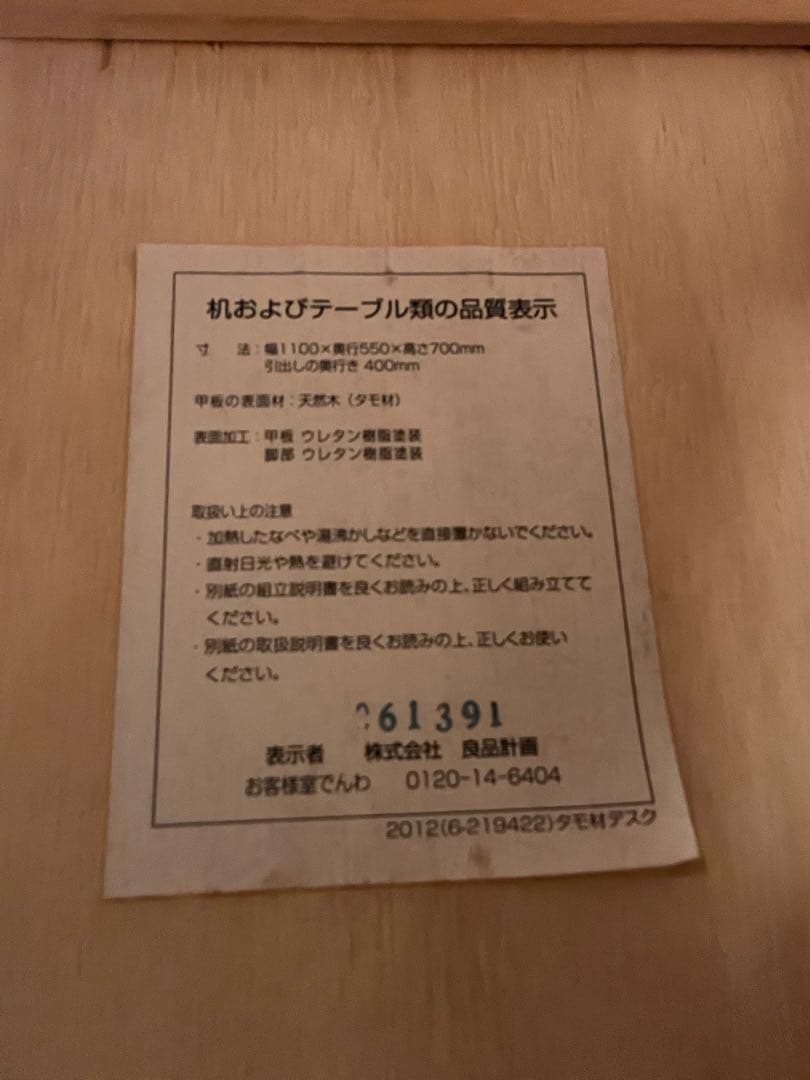 机およびテーブル類の品質表示
寸　法：幅1100×奥行550×高さ700mm
引出しの奥行き 400mm
甲板の表面材：天然木（タモ材）
表面加工：甲板 ウレタン樹脂塗装
脚部 ウレタン樹脂塗装
取扱い上の注意
・加熱したなべや湯沸かしなどを直接置かないでください。
・直射日光や熱を避けてください。
・別紙の組立説明書を良くお読みの上、正しく組み立てて
ください。
・別紙の取扱説明書を良くお読みの上、正しくお使い
ください。
61391
表示者　株式会社　良品計画
お客様室でんわ　0120-14-6404
2012(6-219422)タモ材デスク